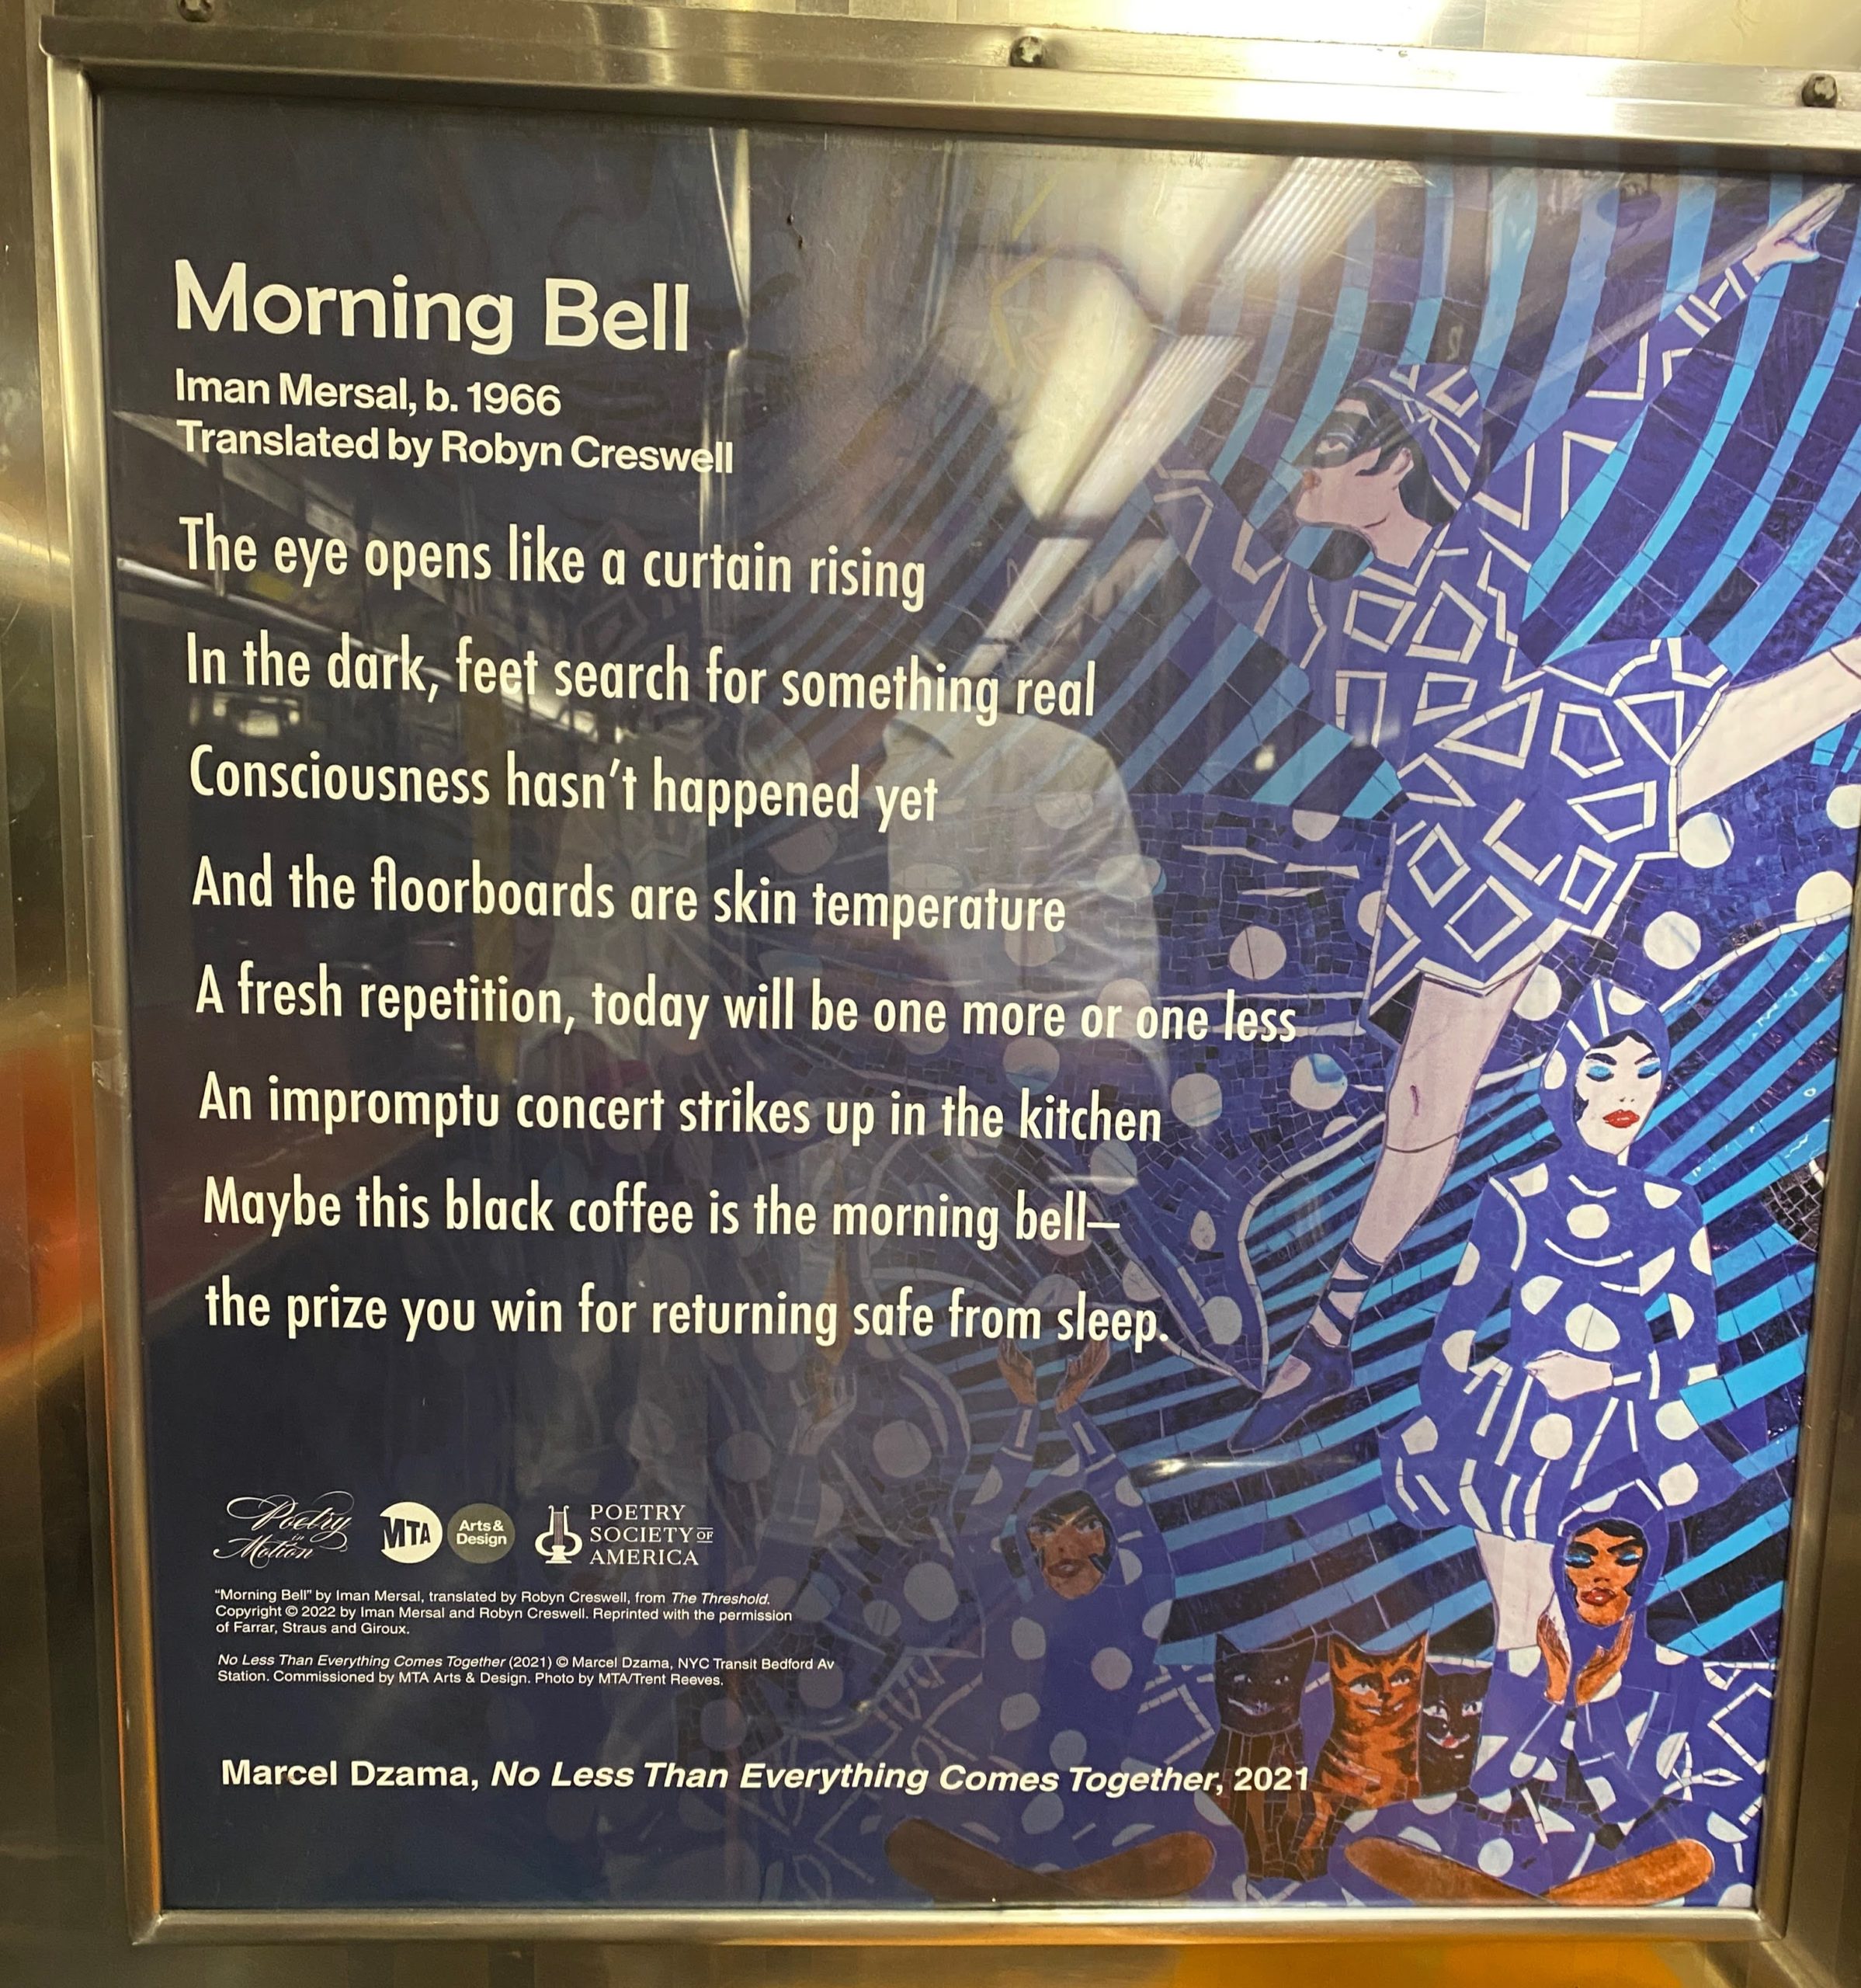 Morning Bell
Iman Mersal, b. 1966
Translated by Robyn Creswell
The eye opens like a curtain rising
In the dark, feet search for something real
Consciousness hasn't happened yet
And the floorboards are skin temperature
A fresh repetition, today will be one more or one less
An impromptu concert strikes up in the kitchen
Maybe this black coffee is the morning bell—
the prize you win for returning safe from sleep.
Poetry in Motion
MTA
Arts & Design
POETRY
SOCIETY OF
AMERICA
"Morning Bell" by Iman Mersal, translated by Robyn Creswell, from The Threshold.
Copyright © 2022 by Iman Mersal and Robyn Creswell. Reprinted with the permission
of Farrar, Straus and Giroux.
No Less Than Everything Comes Together (2021) © Marcel Dzama, NYC Transit Bedford Av
Station. Commissioned by MTA Arts & Design. Photo by MTA/Trent Reeves.
Marcel Dzama, No Less Than Everything Comes Together, 2021